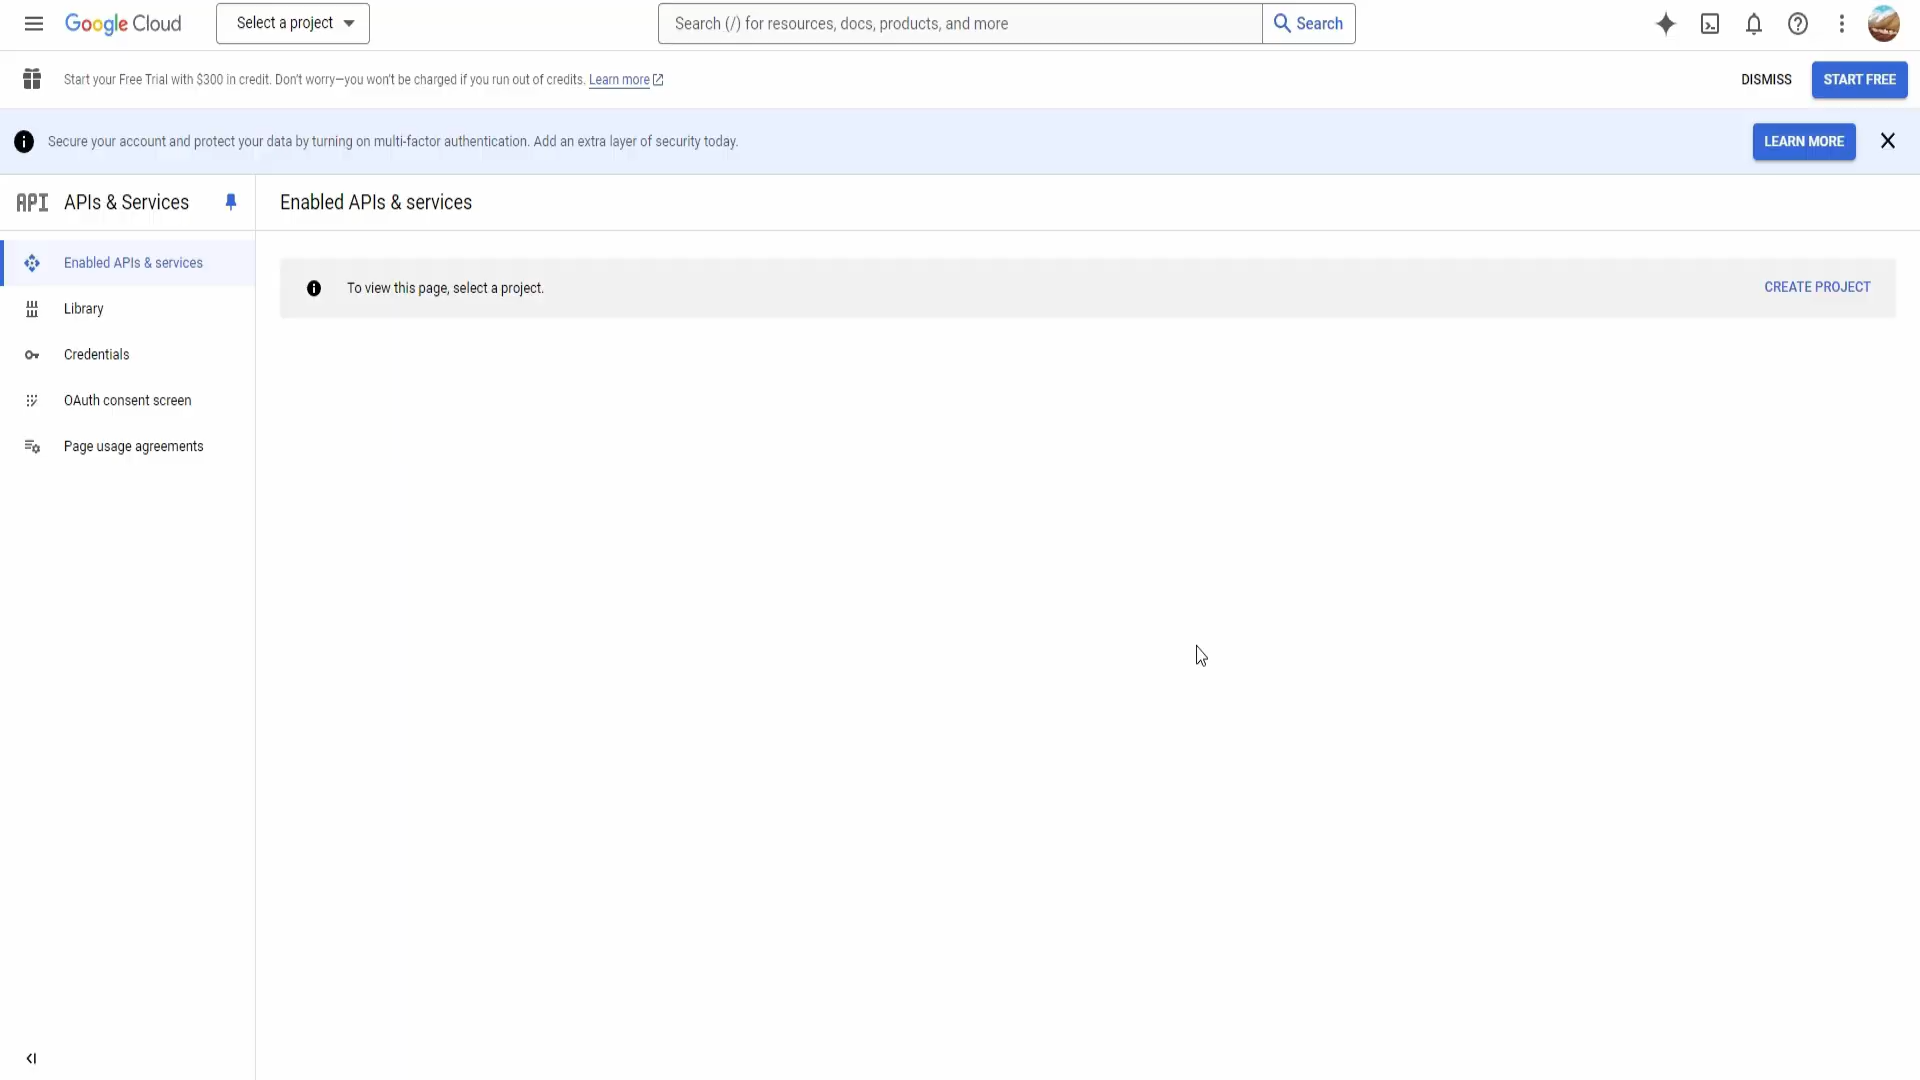 Google Cloud
Select a project
Search (/) for resources, docs, products, and more
Search
Start your Free Trial with $300 in credit. Don't worry—you won't be charged if you run out of credits. Learn more
DISMISS
START FREE
Secure your account and protect your data by turning on multi-factor authentication. Add an extra layer of security today.
LEARN MORE
API APIs & Services
Enabled APIs & services
Enabled APIs & services
Library
Credentials
OAuth consent screen
Page usage agreements
To view this page, select a project.
CREATE PROJECT